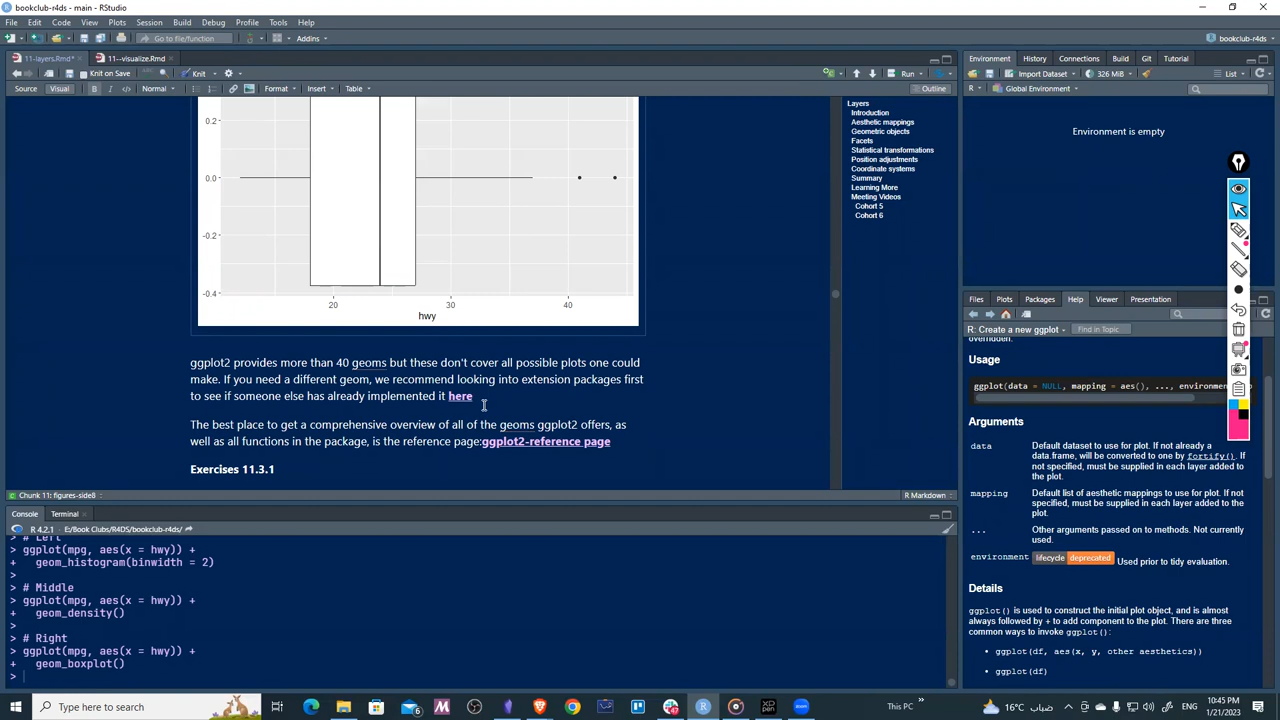 bookclub-r4ds - main - RStudio
File Edit Code View Plots Session Build Debug Profile Tools Help
Go to file/function
Addins
bookclub-r4ds
11-layers.Rmd*
11--visualize.Rmd
Knit on Save
Knit
Run
Source Visual
B I
Normal
Format
Insert
Table
Outline
0.2
0.0
-0.2
-0.4
20 30 40
hwy
ggplot2 provides more than 40 geoms but these don't cover all possible plots one could
make. If you need a different geom, we recommend looking into extension packages first
to see if someone else has already implemented it here
The best place to get a comprehensive overview of all of the geoms ggplot2 offers, as
well as all functions in the package, is the reference page:ggplot2-reference page
Exercises 11.3.1
Layers
Introduction
Aesthetic mappings
Geometric objects
Facets
Statistical transformations
Position adjustments
Coordinate systems
Summary
Learning More
Meeting Videos
Cohort 5
Cohort 6
Chunk 11: figures-side8
R Markdown
Console Terminal
R 4.2.1 · E:/Book Clubs/R4DS/bookclub-r4ds/
> # Left
> ggplot(mpg, aes(x = hwy)) +
+ geom_histogram(binwidth = 2)
>
> # Middle
> ggplot(mpg, aes(x = hwy)) +
+ geom_density()
>
> # Right
> ggplot(mpg, aes(x = hwy)) +
+ geom_boxplot()
>
Environment History Connections Build Git Tutorial
Import Dataset
326 MiB
List
R
Global Environment
Environment is empty
Files Plots Packages Help Viewer Presentation
R: Create a new ggplot
Find in Topic
overridden.
Usage
ggplot(data = NULL, mapping = aes(), ..., environment
Arguments
data
Default dataset to use for plot. If not already a
data.frame, will be converted to one by fortify(). If
not specified, must be supplied in each layer added to
the plot.
mapping
Default list of aesthetic mappings to use for plot. If not
specified, must be supplied in each layer added to the
plot.
...
Other arguments passed on to methods. Not currently
used.
environment
lifecycle deprecated Used prior to tidy evaluation.
Details
ggplot() is used to construct the initial plot object, and is almost
always followed by + to add component to the plot. There are three
common ways to invoke ggplot():
ggplot(df, aes(x, y, other aesthetics))
ggplot(df)
Type here to search
This PC
16°C ضباب
ENG
10:45 PM
1/21/2023